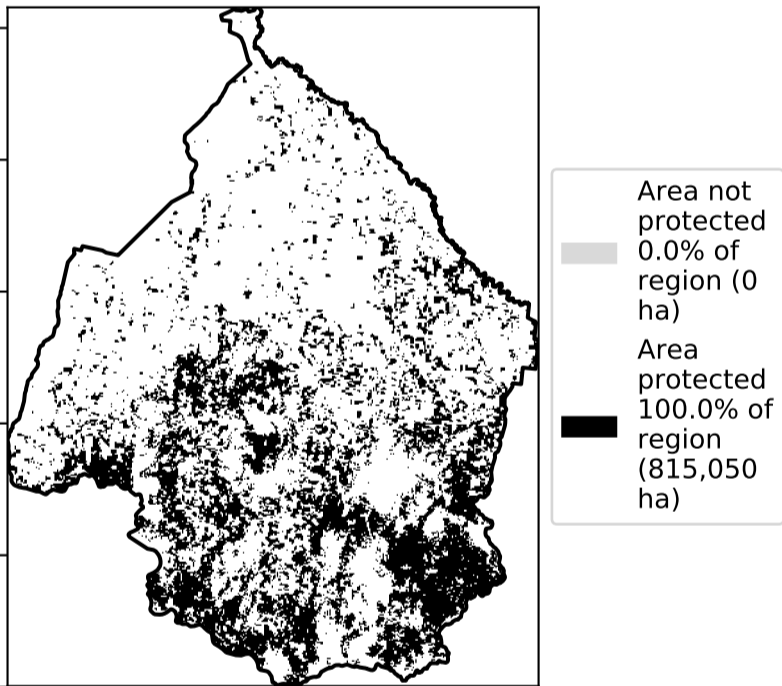 Area not
protected
0.0% of
region (0
ha)
Area
protected
100.0% of
region
(815,050
ha)